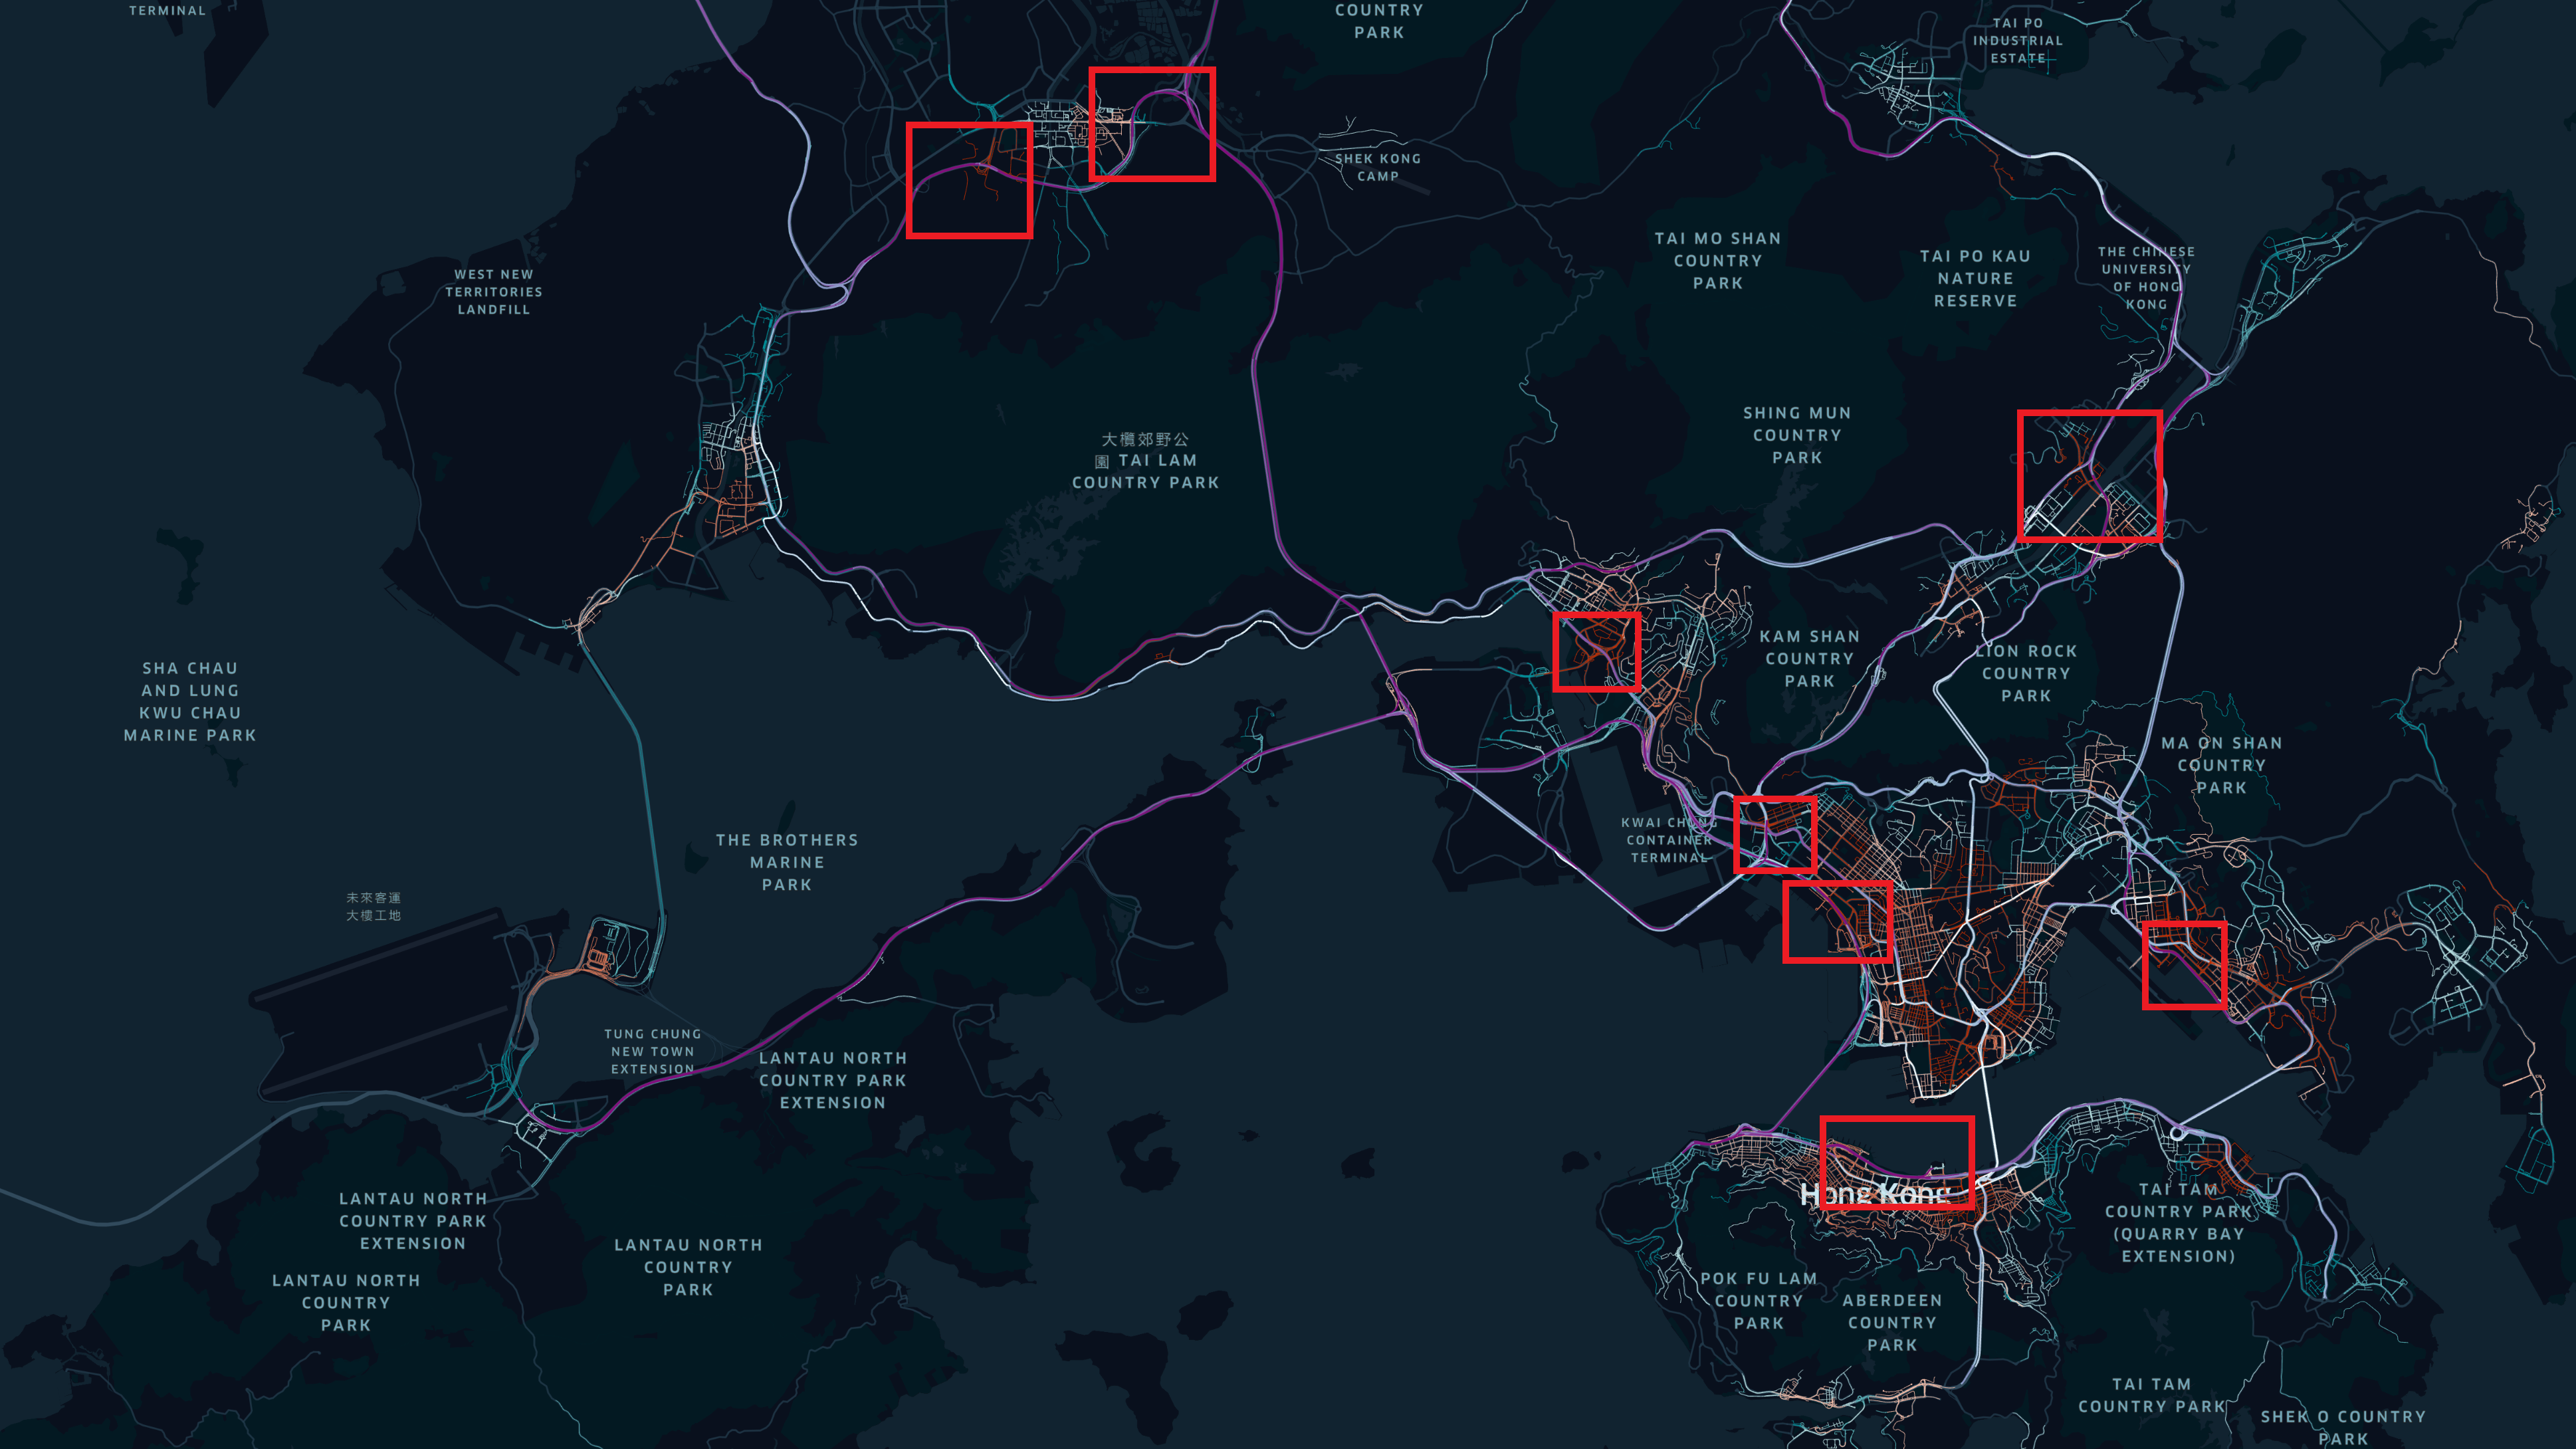 TERMINAL
COUNTRY
PARK
TAI PO
INDUSTRIAL
ESTATE
SHEK KONG
CAMP
WEST NEW
TERRITORIES
LANDFILL
TAI MO SHAN
COUNTRY
PARK
TAI PO KAU
NATURE
RESERVE
THE CHINESE
UNIVERSITY
OF HONG
KONG
大欖郊野公
園 TAI LAM
COUNTRY PARK
SHING MUN
COUNTRY
PARK
SHA CHAU
AND LUNG
KWU CHAU
MARINE PARK
KAM SHAN
COUNTRY
PARK
LION ROCK
COUNTRY
PARK
MA ON SHAN
COUNTRY
PARK
THE BROTHERS
MARINE
PARK
KWAI CHUNG
CONTAINER
TERMINAL
未來客運
大樓工地
TUNG CHUNG
NEW TOWN
EXTENSION
LANTAU NORTH
COUNTRY PARK
EXTENSION
LANTAU NORTH
COUNTRY PARK
EXTENSION
LANTAU NORTH
COUNTRY
PARK
LANTAU NORTH
COUNTRY
PARK
Hong Kong
TAI TAM
COUNTRY PARK
(QUARRY BAY
EXTENSION)
POK FU LAM
COUNTRY
PARK
ABERDEEN
COUNTRY
PARK
TAI TAM
COUNTRY PARK
SHEK O COUNTRY
PARK